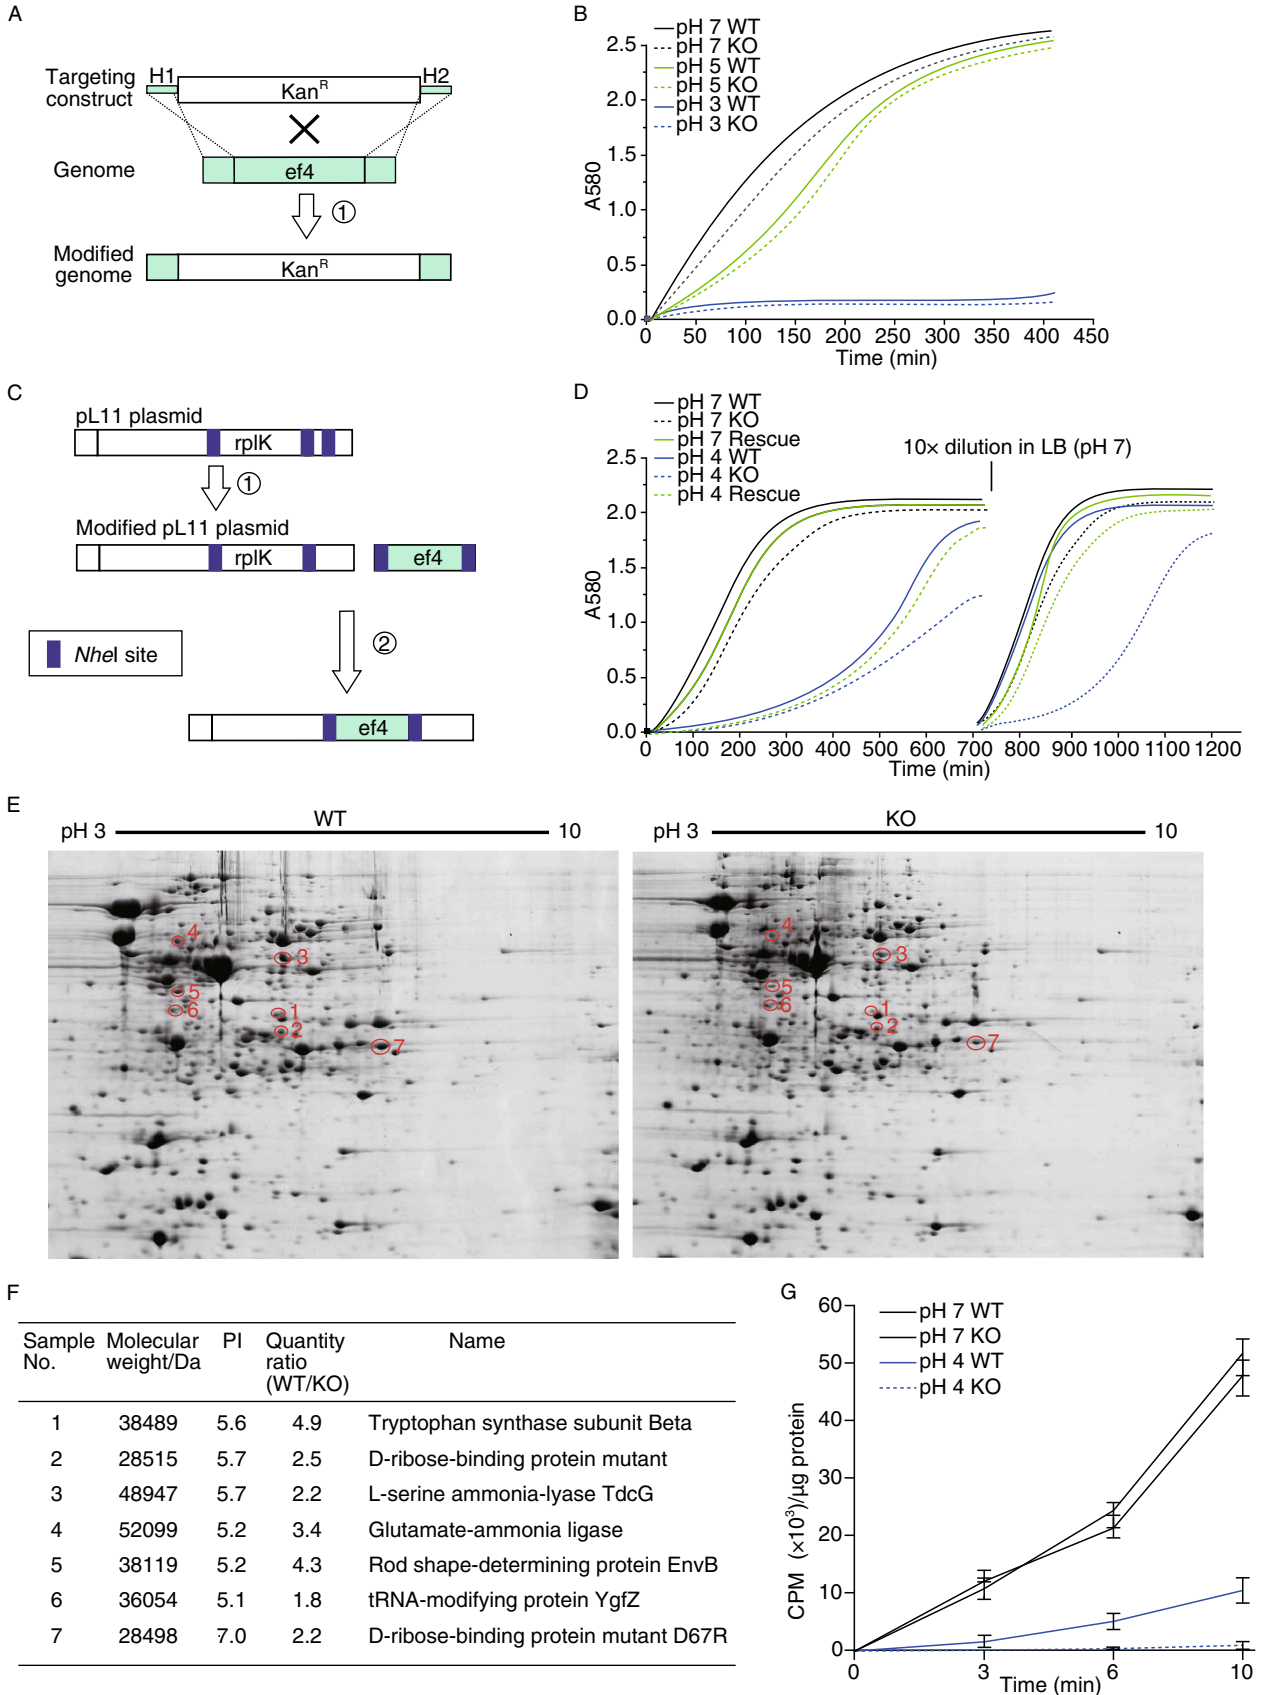 A
Targeting
construct
H1
Kan^R
H2
Genome
ef4
①
Modified
genome
Kan^R
B
pH 7 WT
pH 7 KO
pH 5 WT
pH 5 KO
pH 3 WT
pH 3 KO
A580
2.5
2.0
1.5
1.0
0.5
0.0
0 50 100 150 200 250 300 350 400 450
Time (min)
C
pL11 plasmid
rplK
①
Modified pL11 plasmid
rplK
ef4
②
NheI site
ef4
D
pH 7 WT
pH 7 KO
pH 7 Rescue
pH 4 WT
pH 4 KO
pH 4 Rescue
10× dilution in LB (pH 7)
A580
2.5
2.0
1.5
1.0
0.5
0.0
0 100 200 300 400 500 600 700 800 900 1000 1100 1200
Time (min)
E
WT
pH 3
10
4
3
5
6
1
2
7
KO
pH 3
10
4
3
5
6
1
2
7
F
Sample No. Molecular weight/Da PI Quantity ratio (WT/KO) Name
1 38489 5.6 4.9 Tryptophan synthase subunit Beta
2 28515 5.7 2.5 D-ribose-binding protein mutant
3 48947 5.7 2.2 L-serine ammonia-lyase TdcG
4 52099 5.2 3.4 Glutamate-ammonia ligase
5 38119 5.2 4.3 Rod shape-determining protein EnvB
6 36054 5.1 1.8 tRNA-modifying protein YgfZ
7 28498 7.0 2.2 D-ribose-binding protein mutant D67R
G
pH 7 WT
pH 7 KO
pH 4 WT
pH 4 KO
CPM (×10³)/µg protein
60
50
40
30
20
10
0
0 3 6 10
Time (min)